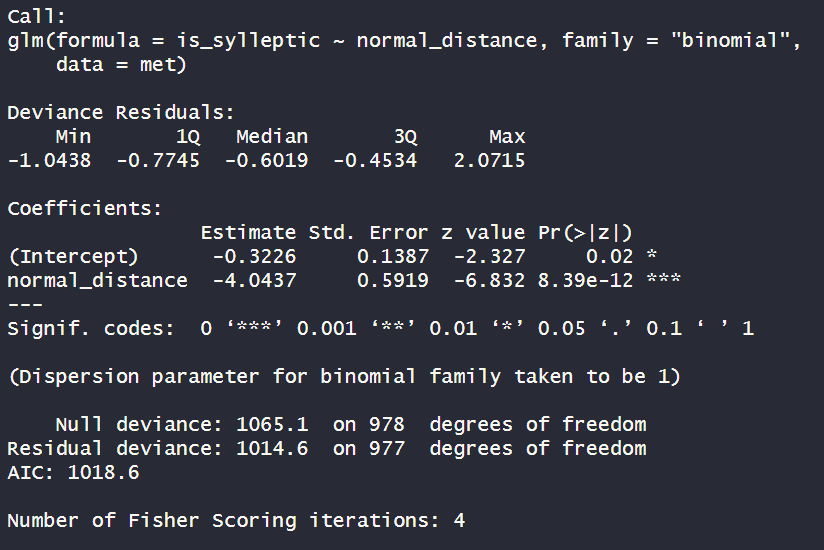 Call:
glm(formula = is_sylleptic ~ normal_distance, family = "binomial",
    data = met)
Deviance Residuals:
    Min       1Q   Median       3Q      Max
-1.0438  -0.7745  -0.6019  -0.4534   2.0715
Coefficients:
                Estimate Std. Error z value Pr(>|z|)
(Intercept)      -0.3226     0.1387  -2.327     0.02 *
normal_distance  -4.0437     0.5919  -6.832 8.39e-12 ***
---
Signif. codes:  0 ‘***’ 0.001 ‘**’ 0.01 ‘*’ 0.05 ‘.’ 0.1 ‘ ’ 1
(Dispersion parameter for binomial family taken to be 1)
    Null deviance: 1065.1  on 978  degrees of freedom
Residual deviance: 1014.6  on 977  degrees of freedom
AIC: 1018.6
Number of Fisher Scoring iterations: 4